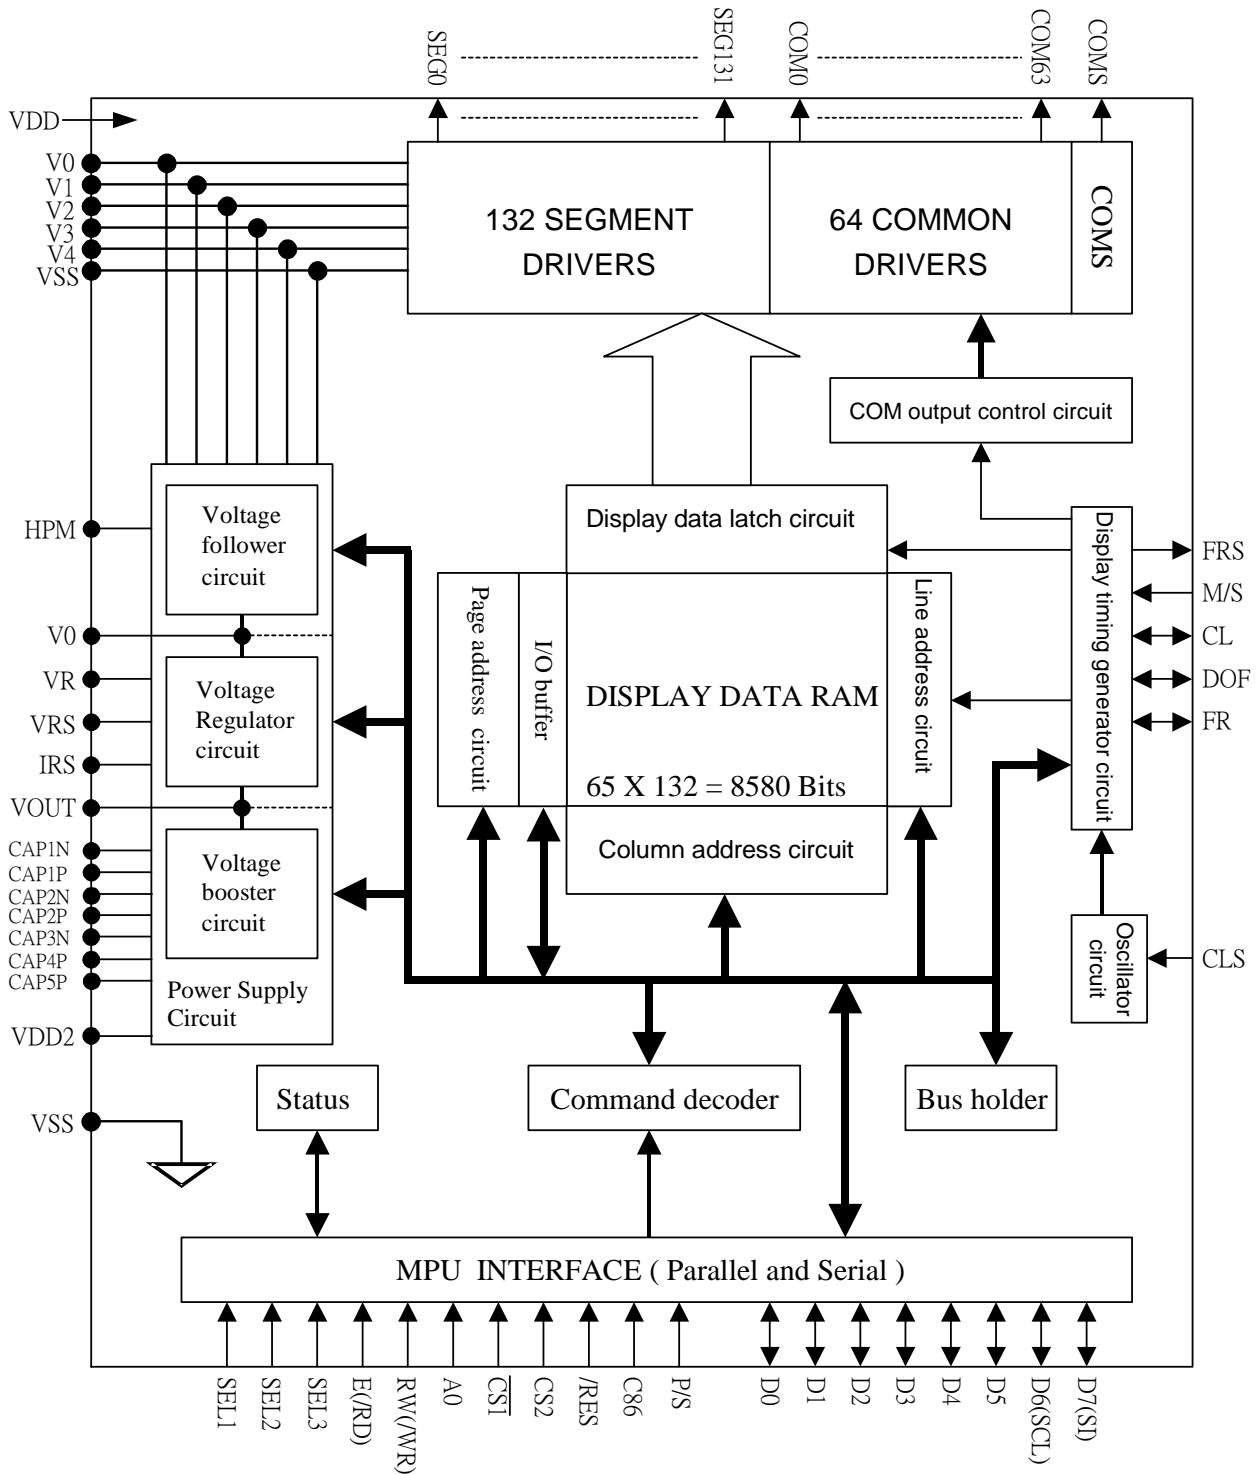 SEG0
SEG131
COM0
COM63
COMS
VDD
V0
V1
V2
V3
V4
VSS
132 SEGMENT
DRIVERS
64 COMMON
DRIVERS
COMS
COM output control circuit
HPM
V0
VR
VRS
IRS
VOUT
CAP1N
CAP1P
CAP2N
CAP2P
CAP3N
CAP4P
CAP5P
VDD2
VSS
Voltage
follower
circuit
Voltage
Regulator
circuit
Voltage
booster
circuit
Power Supply
Circuit
Display data latch circuit
Page address circuit
I/O buffer
DISPLAY DATA RAM
65 X 132 = 8580 Bits
Line address circuit
Column address circuit
Display timing generator circuit
FRS
M/S
CL
DOF
FR
Oscillator
circuit
CLS
Status
Command decoder
Bus holder
MPU INTERFACE ( Parallel and Serial )
SEL1
SEL2
SEL3
E(/RD)
RW(/WR)
A0
CS1
CS2
/RES
C86
P/S
D0
D1
D2
D3
D4
D5
D6(SCL)
D7(SI)